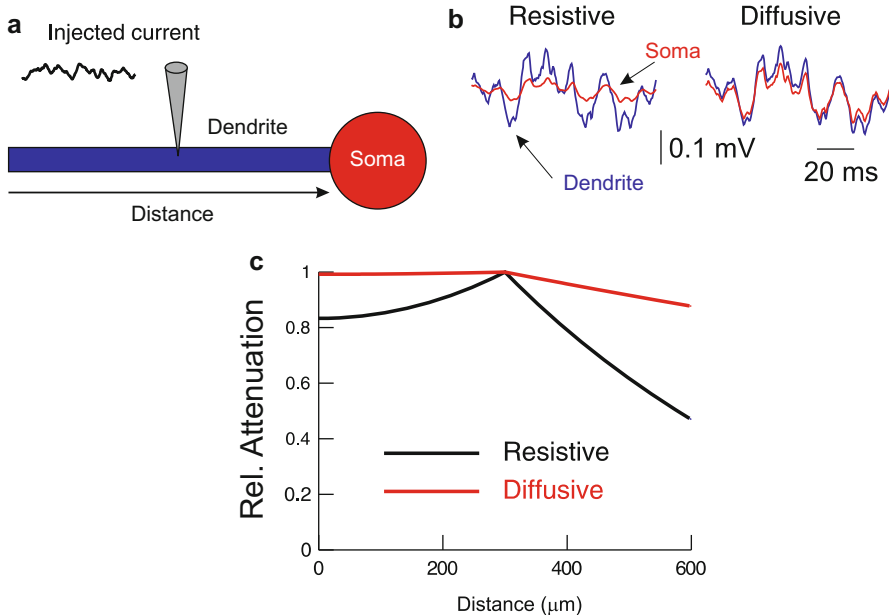 a
Injected current
Dendrite
Soma
Distance
b
Resistive
Diffusive
Soma
Dendrite
0.1 mV
20 ms
c
Rel. Attenuation
1
0.8
0.6
0.4
0.2
0
Resistive
Diffusive
0
200
400
600
Distance (μm)